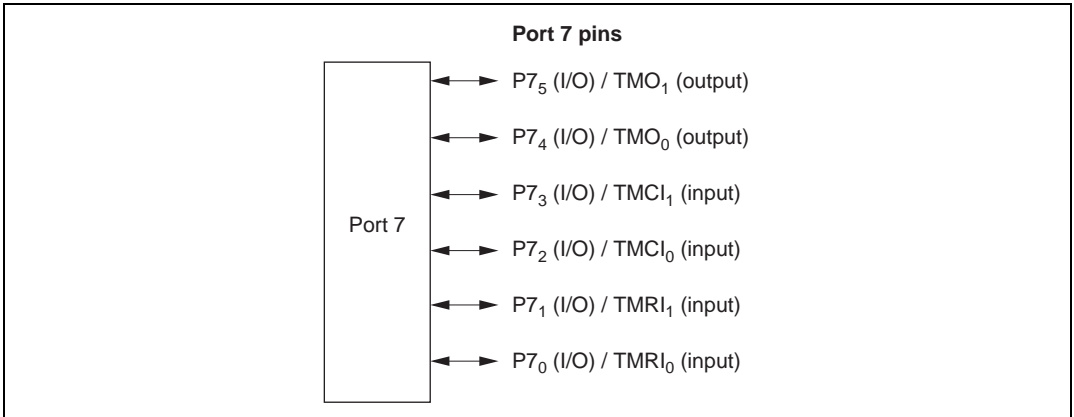 Port 7 pins
P7₅ (I/O) / TMO₁ (output)
P7₄ (I/O) / TMO₀ (output)
P7₃ (I/O) / TMCI₁ (input)
Port 7
P7₂ (I/O) / TMCI₀ (input)
P7₁ (I/O) / TMRI₁ (input)
P7₀ (I/O) / TMRI₀ (input)